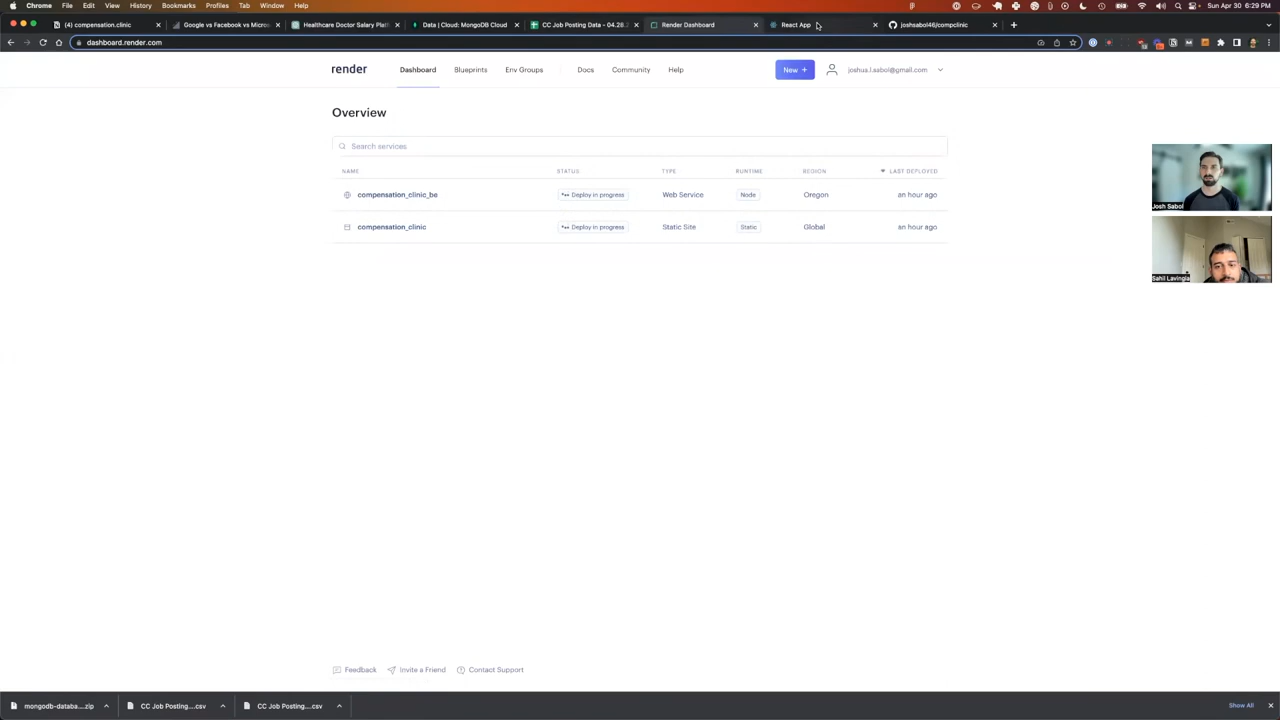 Chrome File Edit View History Bookmarks Profiles Tab Window Help Sun Apr 30 6:29 PM
(4) compensation.clinic Google vs Facebook vs Micros Healthcare Doctor Salary Platf Data | Cloud: MongoDB Cloud CC Job Posting Data - 04.28.2 Render Dashboard React App joshsabol46/compclinic
dashboard.render.com
render Dashboard Blueprints Env Groups Docs Community Help New + joshua.l.sabol@gmail.com
Overview
Search services
NAME STATUS TYPE RUNTIME REGION LAST DEPLOYED
compensation_clinic_be Deploy in progress Web Service Node Oregon an hour ago
compensation_clinic Deploy in progress Static Site Static Global an hour ago
Josh Sabol
Sahil Lavingia
Feedback Invite a Friend Contact Support
mongodb-databa....zip CC Job Posting....csv CC Job Posting....csv Show All